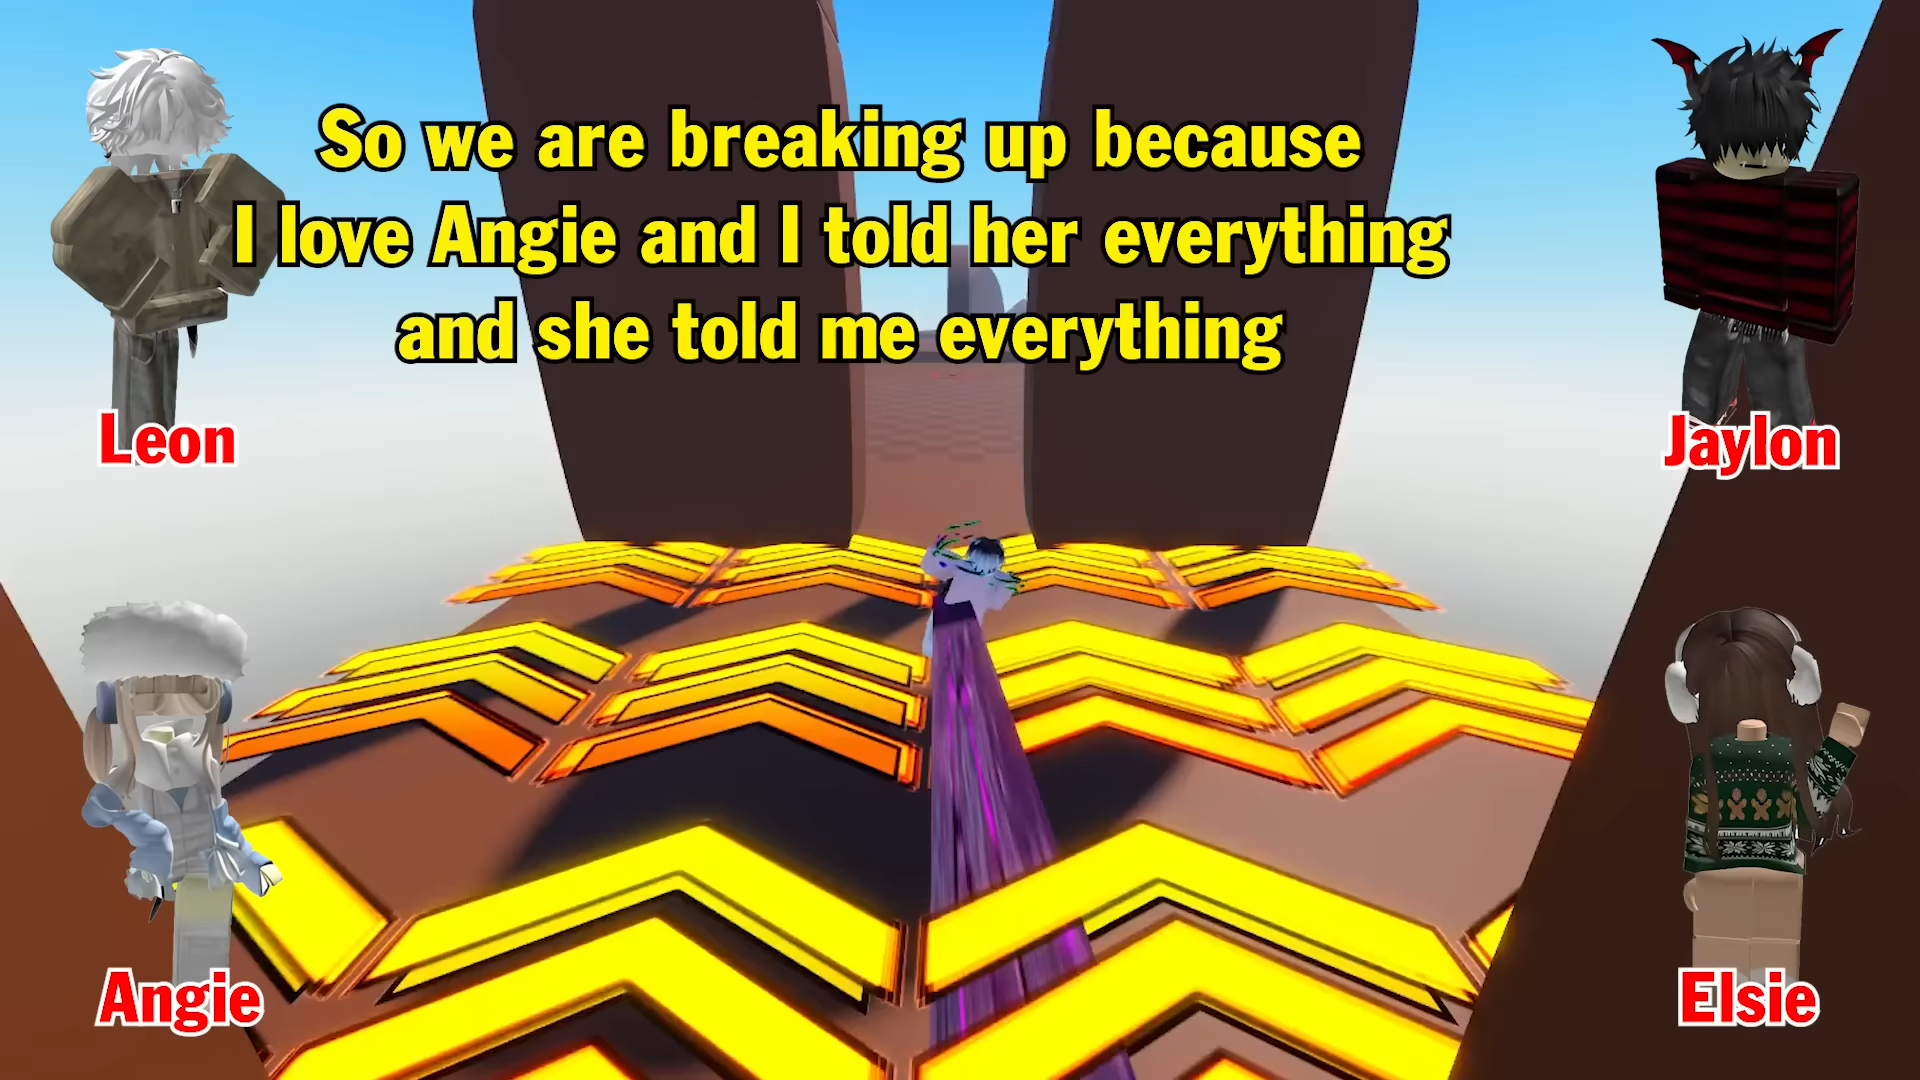 So we are breaking up because
I love Angie and I told her everything
and she told me everything
Leon
Jaylon
Angie
Elsie